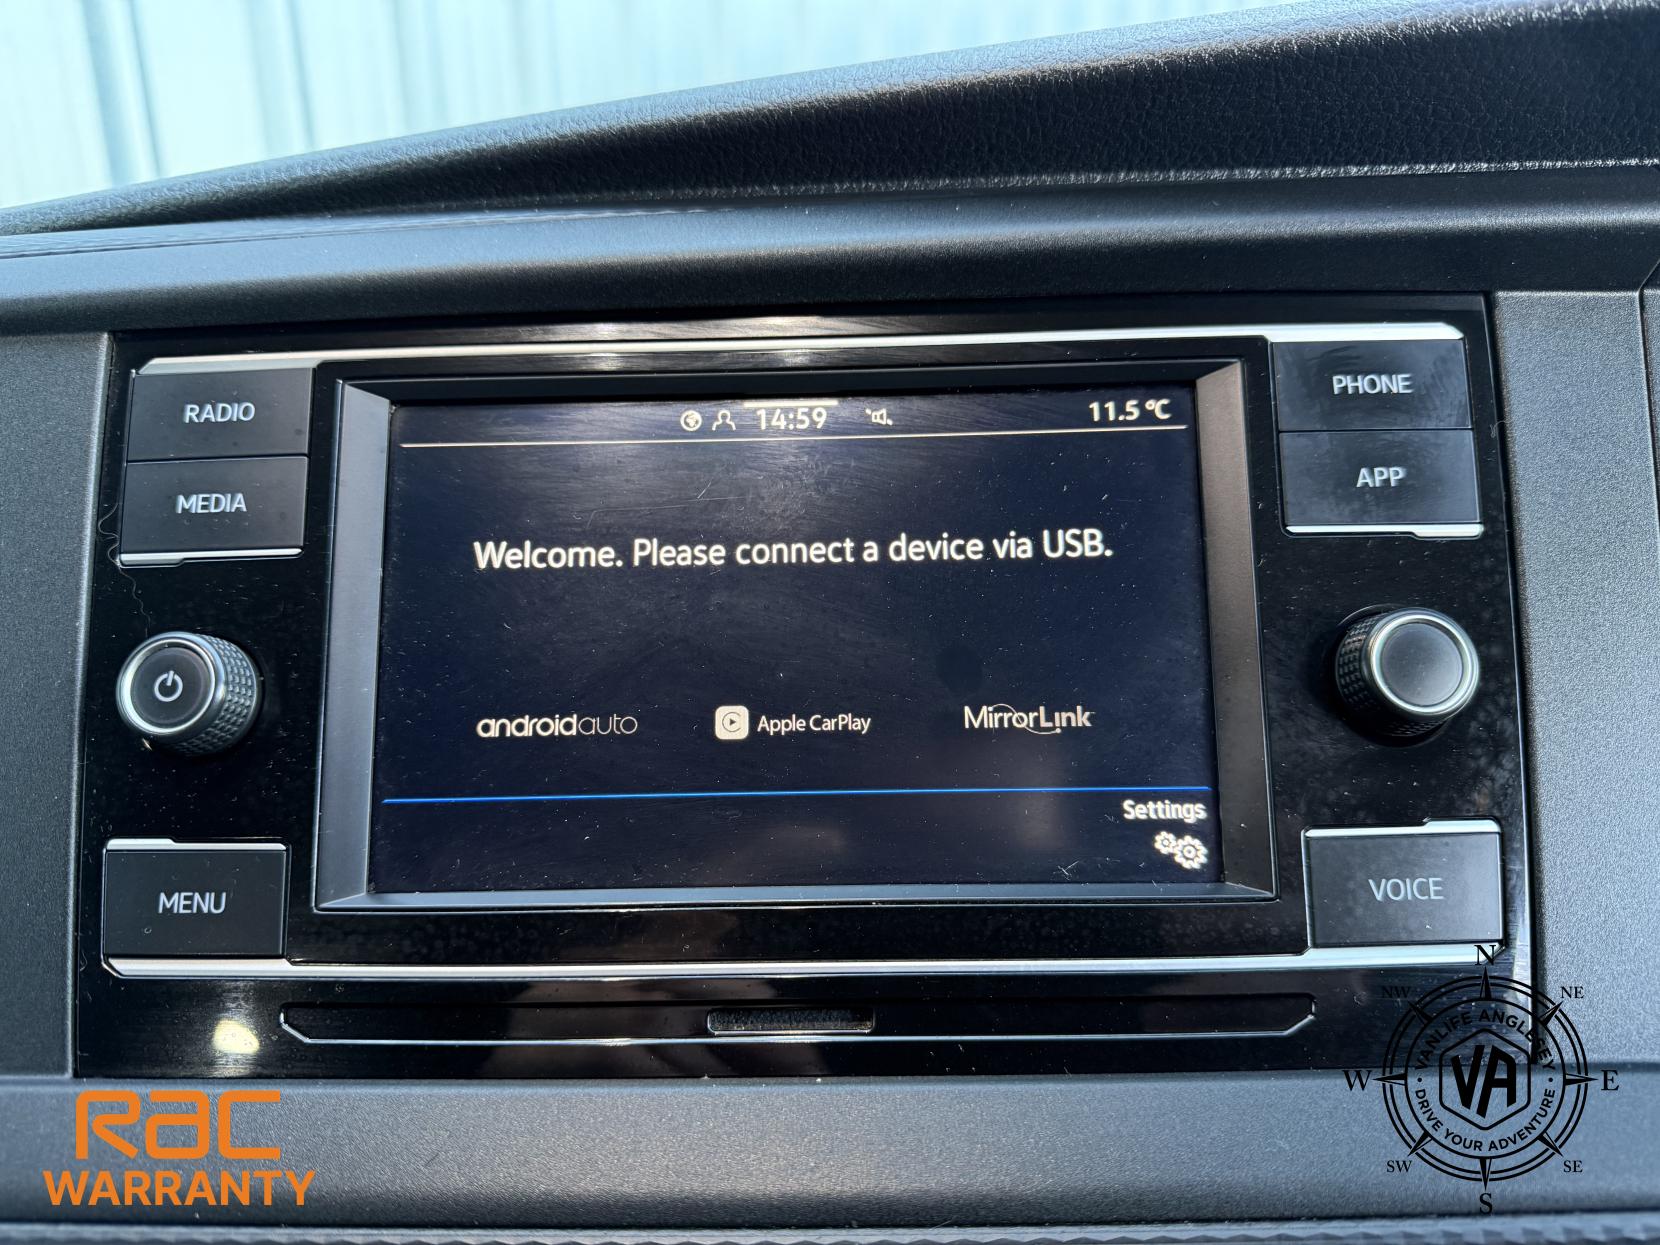 RADIO
MEDIA
MENU
14:59
11.5 °C
Welcome. Please connect a device via USB.
androidauto
Apple CarPlay
MirrorLink
Settings
PHONE
APP
VOICE
rac
WARRANTY
N
NW
NE
VANLIFE ANGLESEY
W
VA
E
DRIVE YOUR ADVENTURE
SW
SE
S